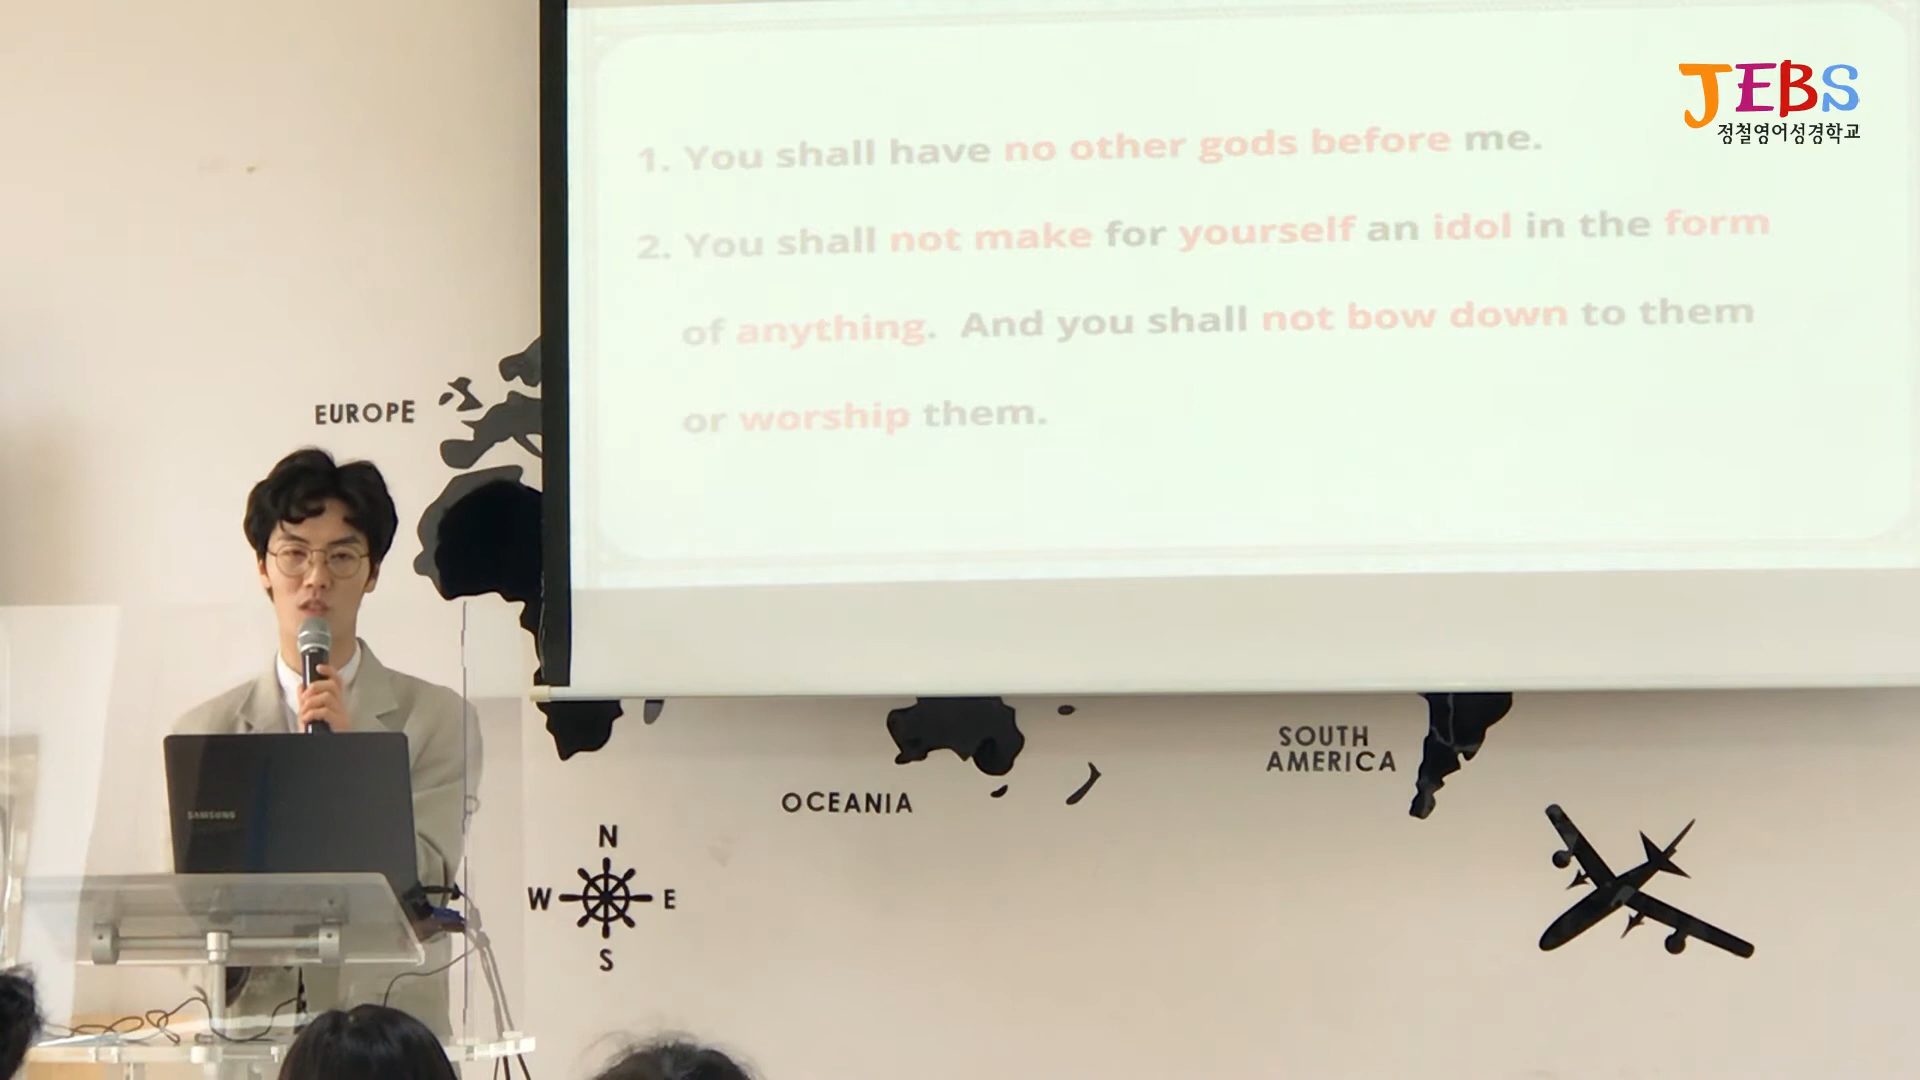 JEBS
정철영어성경학교
1. You shall have no other gods before me.
2. You shall not make for yourself an idol in the form
of anything. And you shall not bow down to them
or worship them.
EUROPE
SAMSUNG
OCEANIA
SOUTH
AMERICA
N
W E
S